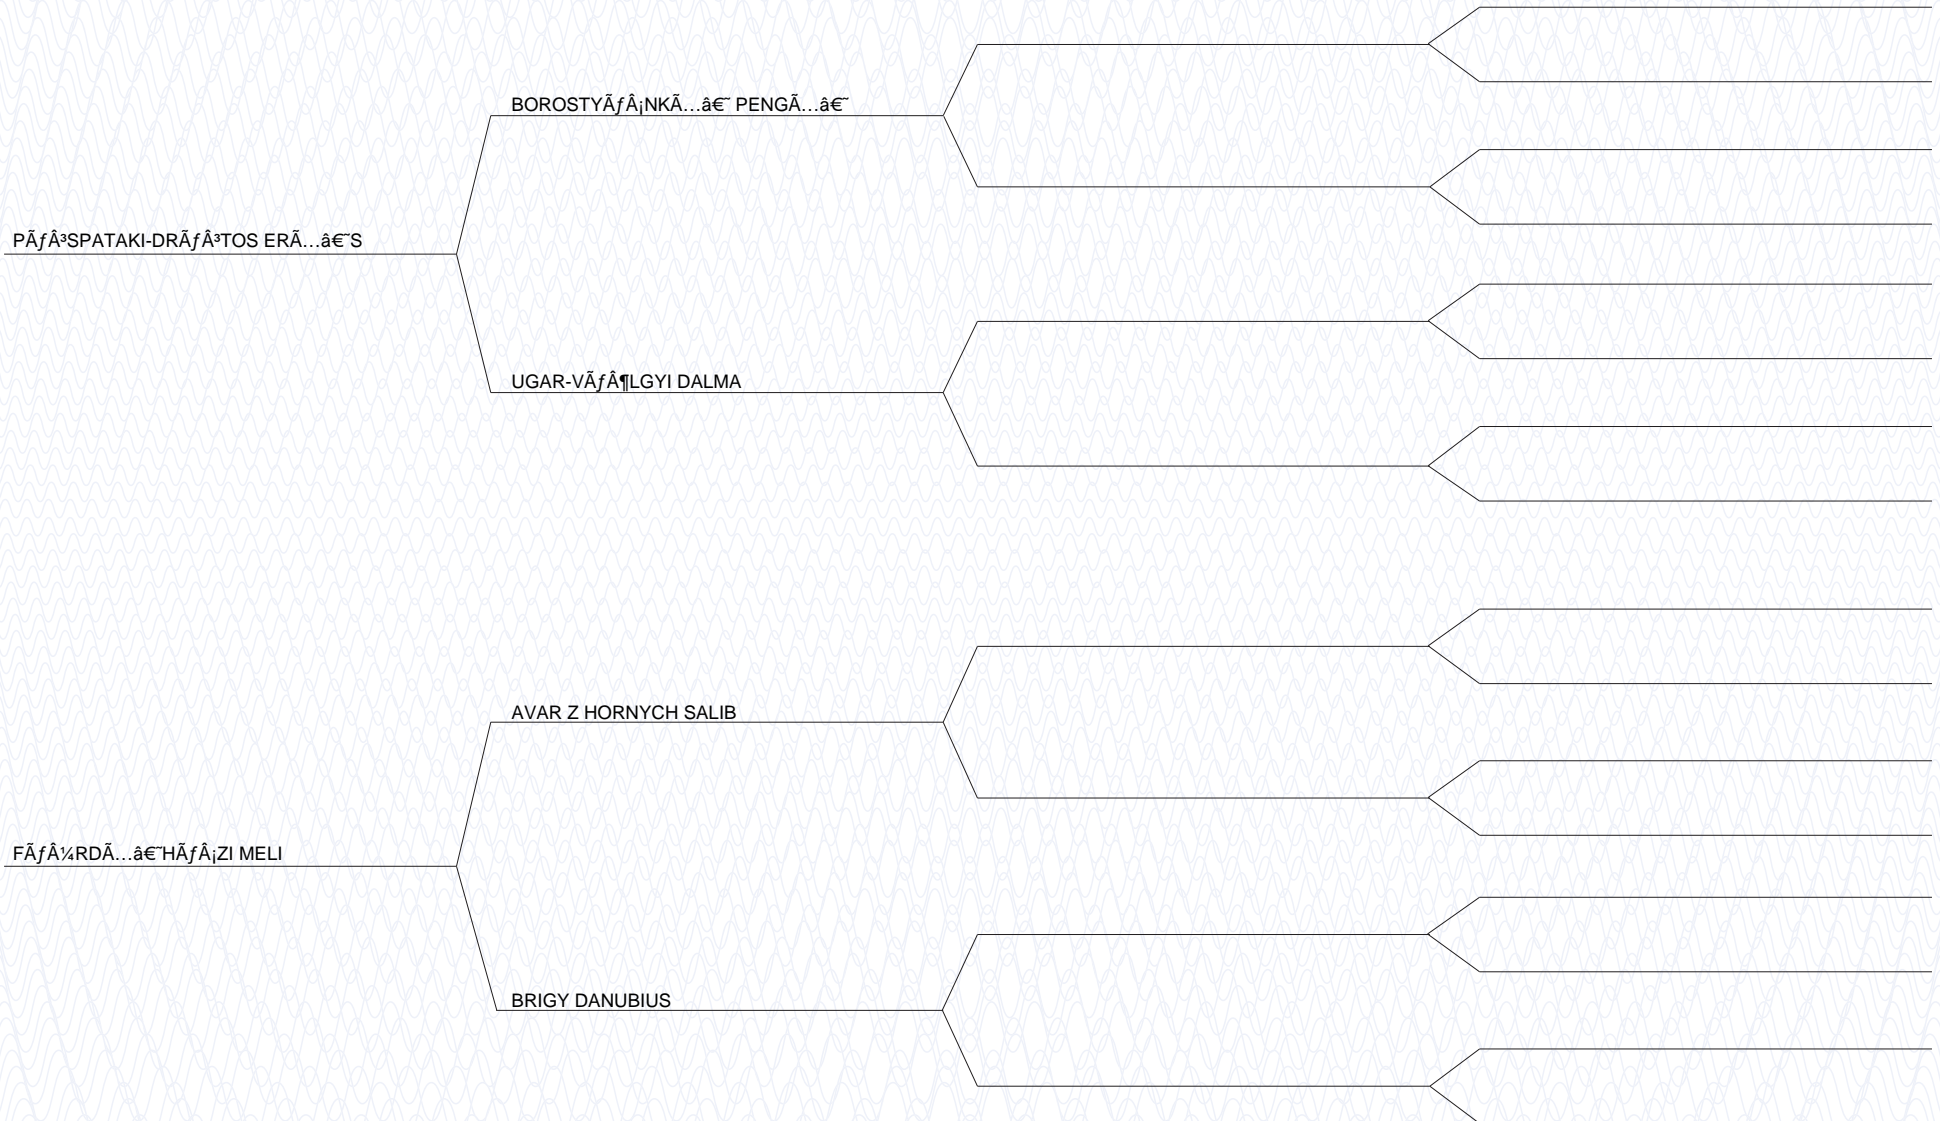 BOROSTYÃƒÂ¡NKÃ…â€˜ PENGÃ…â€˜
PÃƒÂ³SPATAKI-DRÃƒÂ³TOS ERÃ…â€˜S
UGAR-VÃƒÂ¶LGYI DALMA
AVAR Z HORNYCH SALIB
FÃƒÂ¼RDÃ…â€˜HÃƒÂ¡ZI MELI
BRIGY DANUBIUS